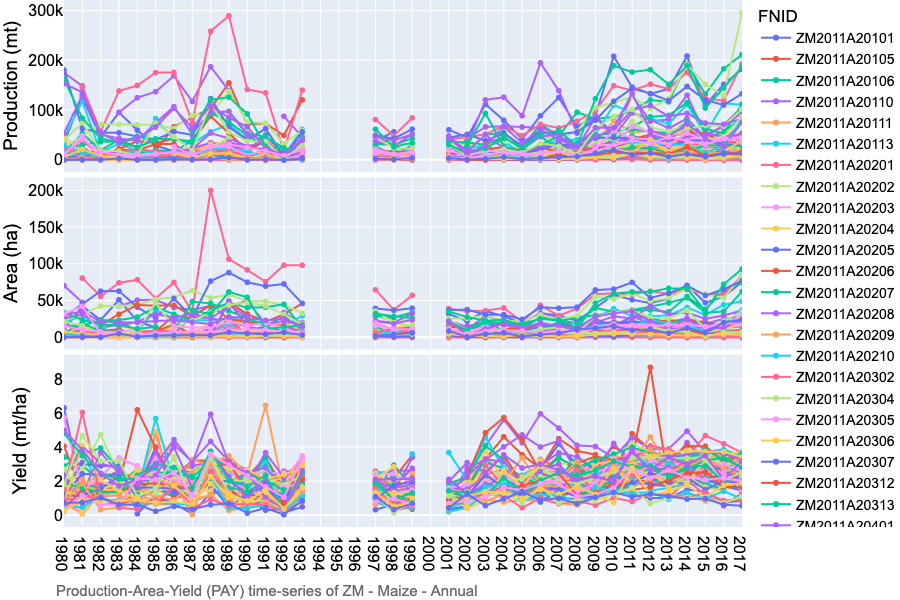 Production (mt)
300k
200k
100k
0
Area (ha)
200k
150k
100k
50k
0
Yield (mt/ha)
8
6
4
2
0
1980
1981
1982
1983
1984
1985
1986
1987
1988
1989
1990
1991
1992
1993
1994
1995
1996
1997
1998
1999
2000
2001
2002
2003
2004
2005
2006
2007
2008
2009
2010
2011
2012
2013
2014
2015
2016
2017
FNID
ZM2011A20101
ZM2011A20105
ZM2011A20106
ZM2011A20110
ZM2011A20111
ZM2011A20113
ZM2011A20201
ZM2011A20202
ZM2011A20203
ZM2011A20204
ZM2011A20205
ZM2011A20206
ZM2011A20207
ZM2011A20208
ZM2011A20209
ZM2011A20210
ZM2011A20302
ZM2011A20304
ZM2011A20305
ZM2011A20306
ZM2011A20307
ZM2011A20312
ZM2011A20313
ZM2011A20401
Production-Area-Yield (PAY) time-series of ZM - Maize - Annual